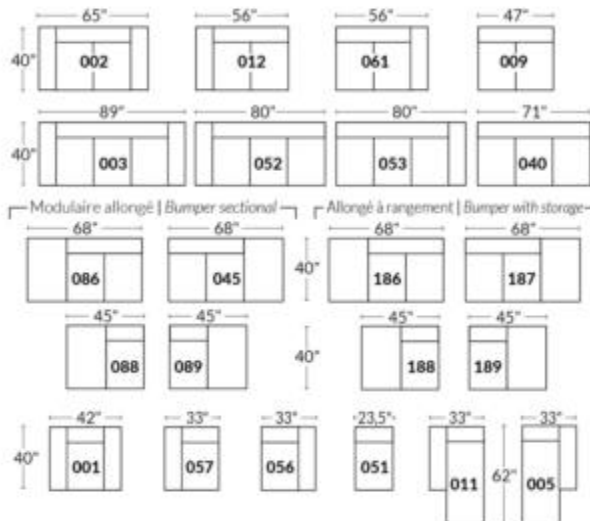 65" 56" 56" 47"
40" 002 012 061 009
89" 80" 80" 71"
40" 003 052 053 040
Modulaire allongé | Bumper sectional Allongé à rangement | Bumper with storage
68" 68" 68" 68"
086 045 40" 186 187
45" 45" 45" 45"
088 089 40" 188 189
42" 33" 33" 23,5" 33" 33"
40" 001 057 056 051 011 62" 005